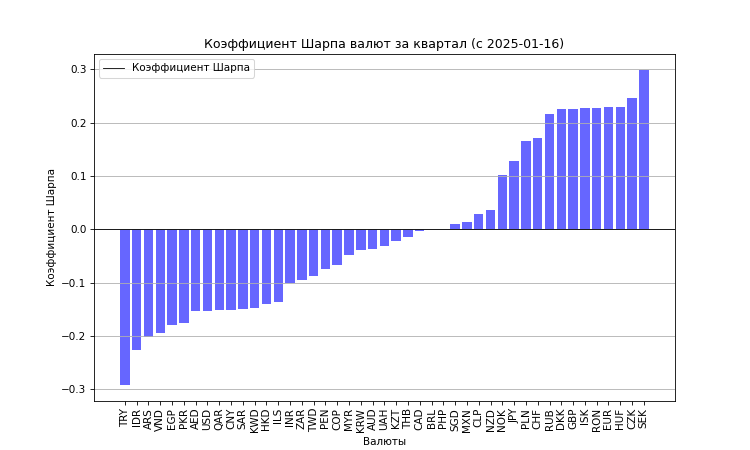 Коэффициент Шарпа валют за квартал (с 2025-01-16)
Коэффициент Шарпа
Коэффициент Шарпа
0.3
0.2
0.1
0.0
−0.1
−0.2
−0.3
TRY
IDR
ARS
VND
EGP
PKR
AED
USD
QAR
CNY
SAR
KWD
HKD
ILS
INR
ZAR
TWD
PEN
COP
MYR
KRW
AUD
UAH
KZT
THB
CAD
BRL
PHP
SGD
MXN
CLP
NZD
NOK
JPY
PLN
CHF
RUB
DKK
GBP
ISK
RON
EUR
HUF
CZK
SEK
Валюты